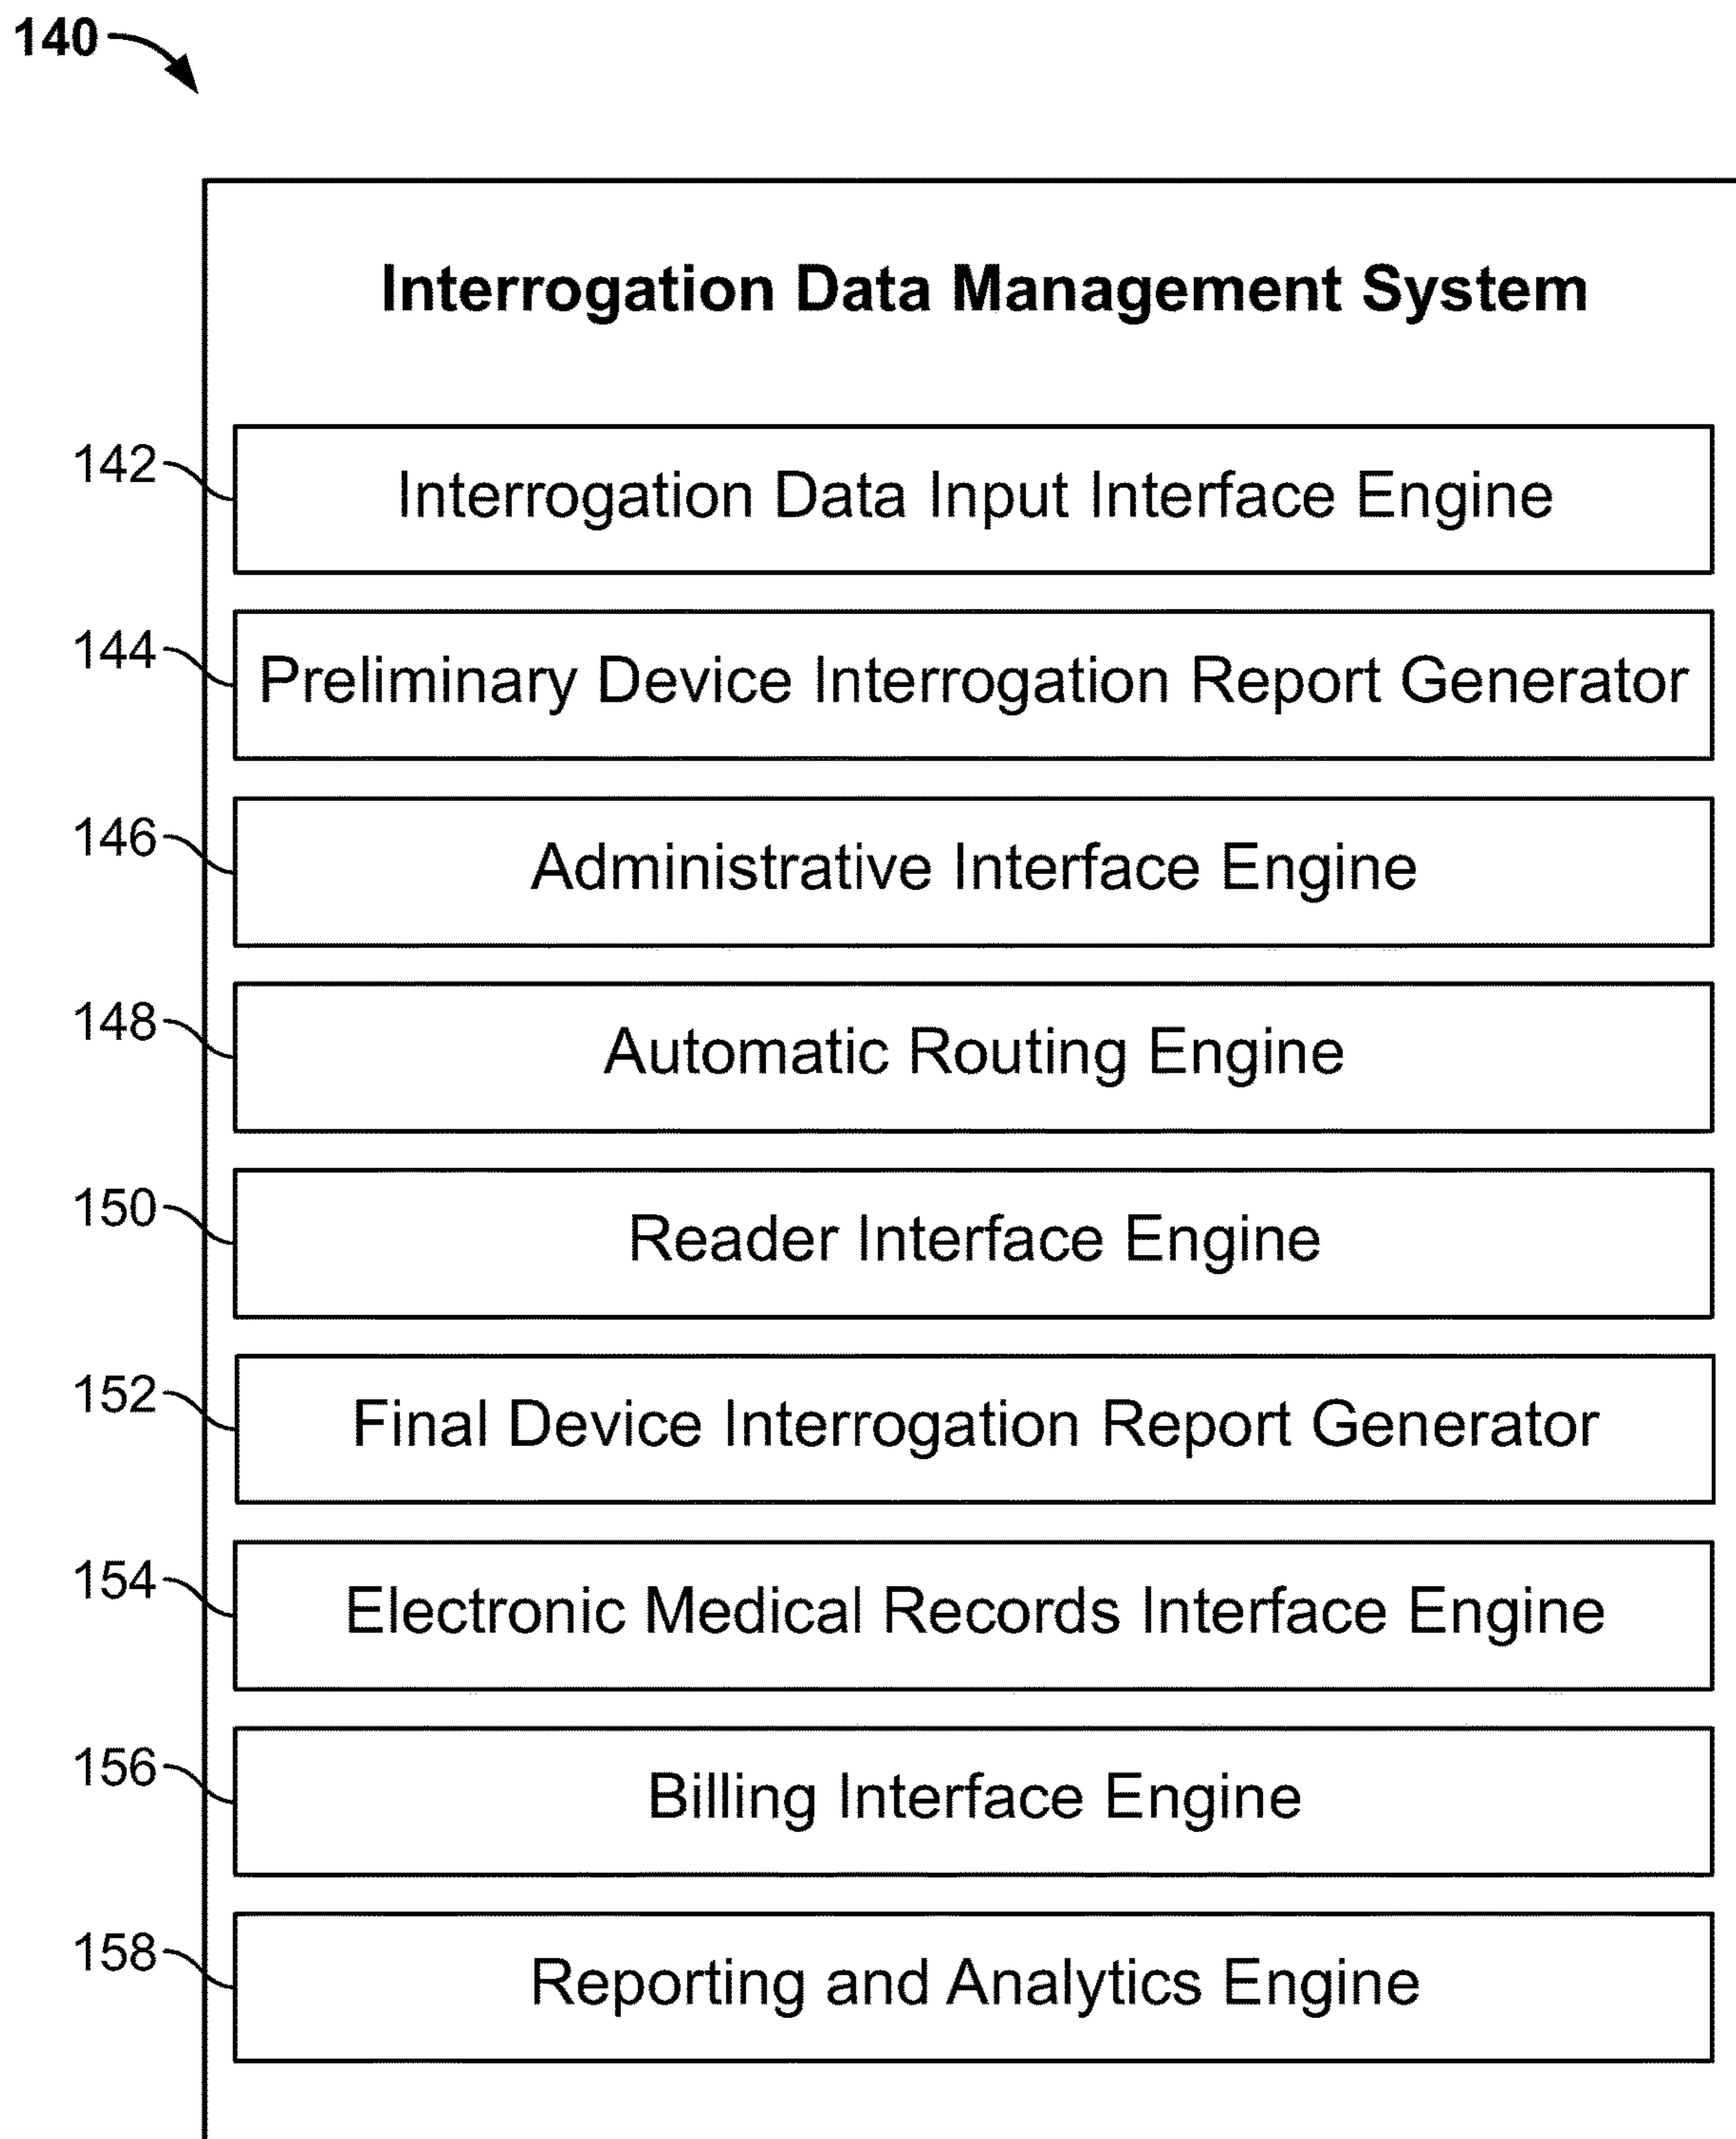 140
Interrogation Data Management System
142 Interrogation Data Input Interface Engine
144 Preliminary Device Interrogation Report Generator
146 Administrative Interface Engine
148 Automatic Routing Engine
150 Reader Interface Engine
152 Final Device Interrogation Report Generator
154 Electronic Medical Records Interface Engine
156 Billing Interface Engine
158 Reporting and Analytics Engine